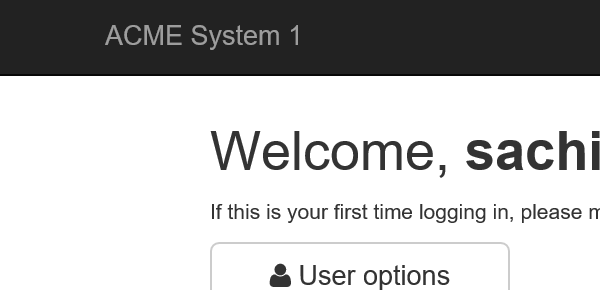 ACME System 1
Welcome, sachi
If this is your first time logging in, please
User options